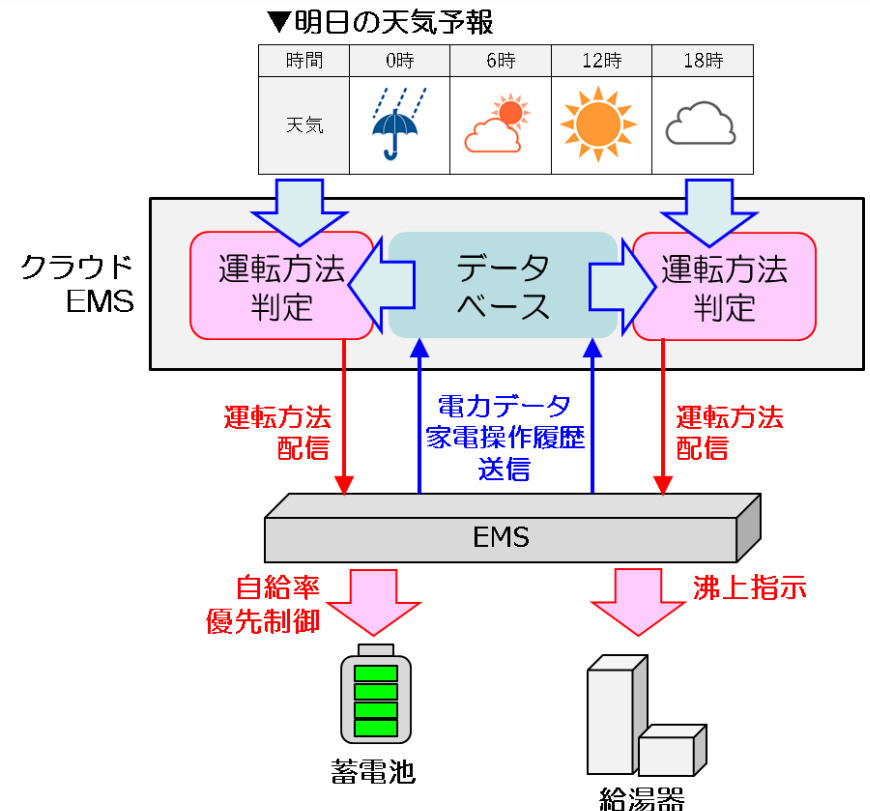 ▼明日の天気予報
時間 0時 6時 12時 18時
天気
クラウド
EMS
運転方法
判定
データ
ベース
運転方法
判定
運転方法
配信
電力データ
家電操作履歴
送信
運転方法
配信
EMS
自給率
優先制御
沸上指示
蓄電池
給湯器